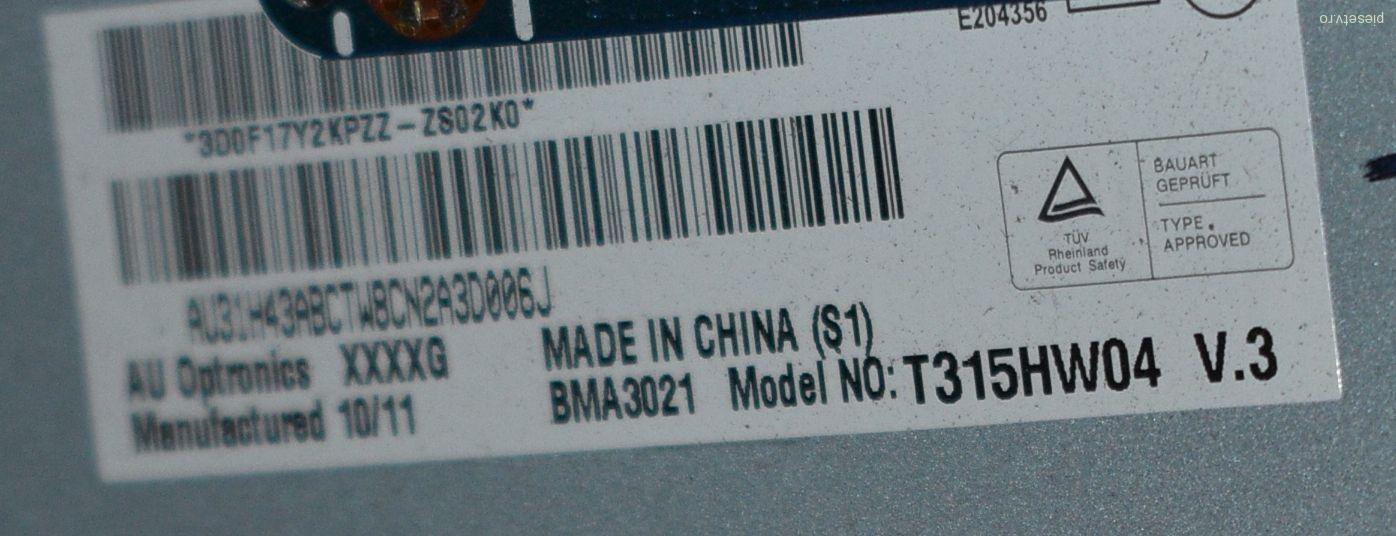 E204356
piesetv.ro
*3D0F17Y2KPZZ-ZS02K0*
BAUART
GEPRÜFT
TÜV
Rheinland
Product Safety
TYPE
APPROVED
AU31H43ABCTW8CN2A3D006J
AU Optronics XXXXG
MADE IN CHINA (S1)
Manufactured 10/11
BMA3021 Model NO: T315HW04 V.3